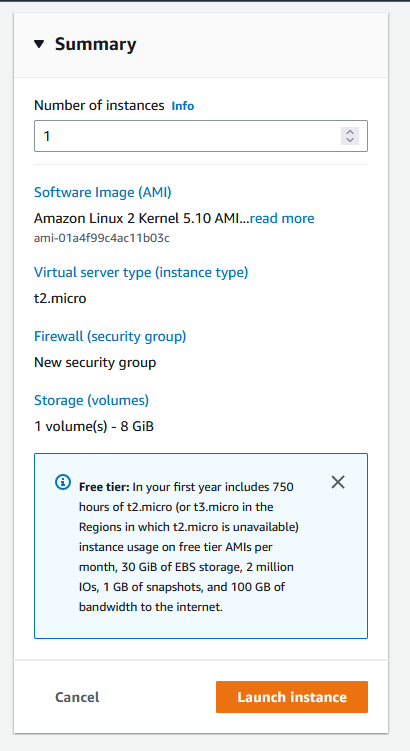 Summary
Number of instances Info
1
Software Image (AMI)
Amazon Linux 2 Kernel 5.10 AMI...read more
ami-01a4f99c4ac11b03c
Virtual server type (instance type)
t2.micro
Firewall (security group)
New security group
Storage (volumes)
1 volume(s) - 8 GiB
Free tier: In your first year includes 750
hours of t2.micro (or t3.micro in the
Regions in which t2.micro is unavailable)
instance usage on free tier AMIs per
month, 30 GiB of EBS storage, 2 million
IOs, 1 GB of snapshots, and 100 GB of
bandwidth to the internet.
Cancel
Launch instance